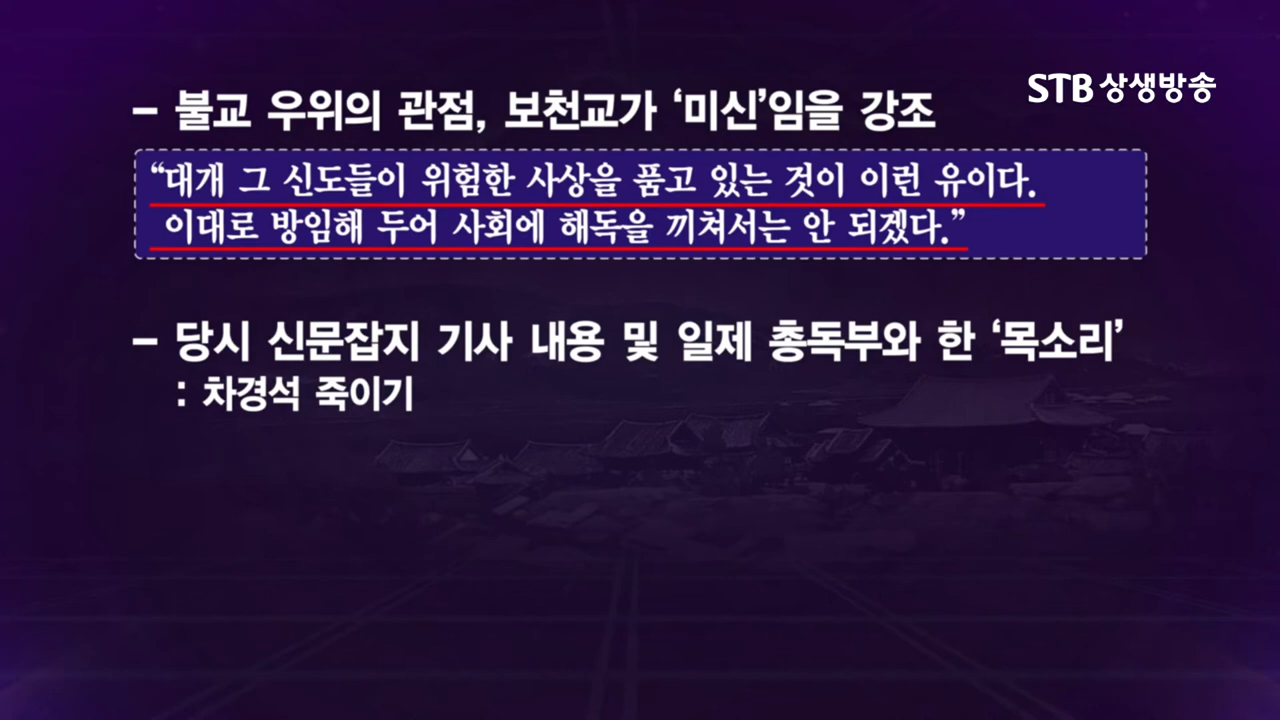 STB 상생방송
– 불교 우위의 관점, 보천교가 ‘미신’임을 강조
“대개 그 신도들이 위험한 사상을 품고 있는 것이 이런 유이다.
이대로 방임해 두어 사회에 해독을 끼쳐서는 안 되겠다.”
– 당시 신문잡지 기사 내용 및 일제 총독부와 한 ‘목소리’
: 차경석 죽이기